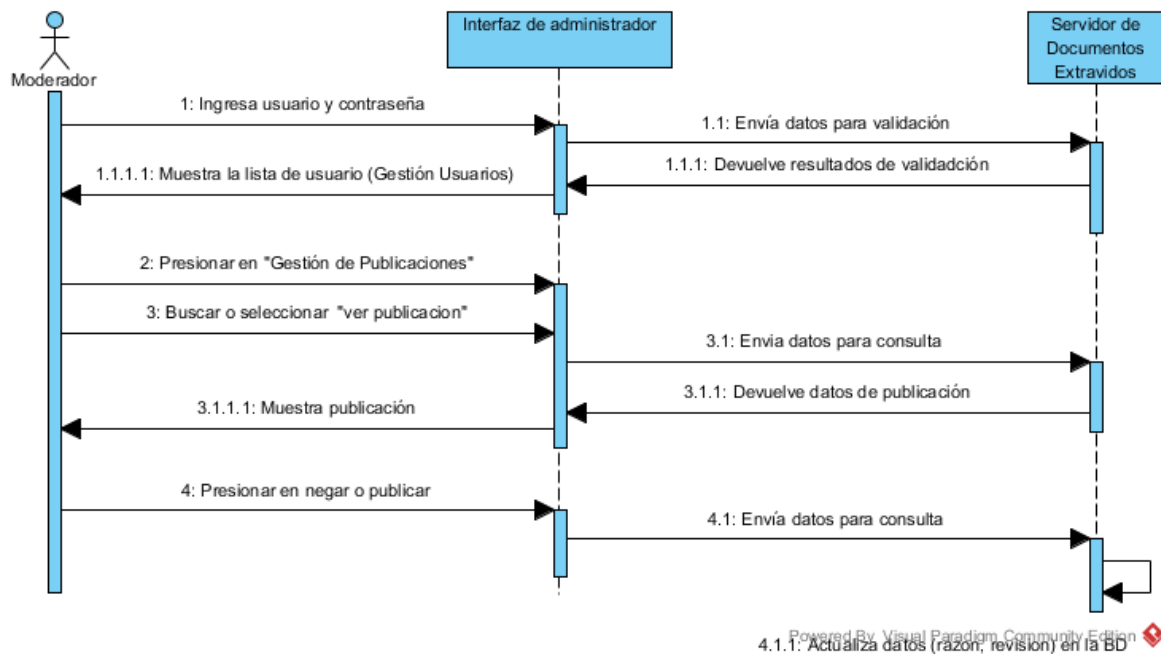 Moderador
Interfaz de administrador
Servidor de
Documentos
Extravidos
1: Ingresa usuario y contraseña
1.1: Envía datos para validación
1.1.1: Devuelve resultados de validadción
1.1.1.1: Muestra la lista de usuario (Gestión Usuarios)
2: Presionar en "Gestión de Publicaciones"
3: Buscar o seleccionar "ver publicacion"
3.1: Envia datos para consulta
3.1.1: Devuelve datos de publicación
3.1.1.1: Muestra publicación
4: Presionar en negar o publicar
4.1: Envía datos para consulta
Powered By Visual Paradigm Community Edition
4.1.1: Actualiza datos (razon, revision) en la BD